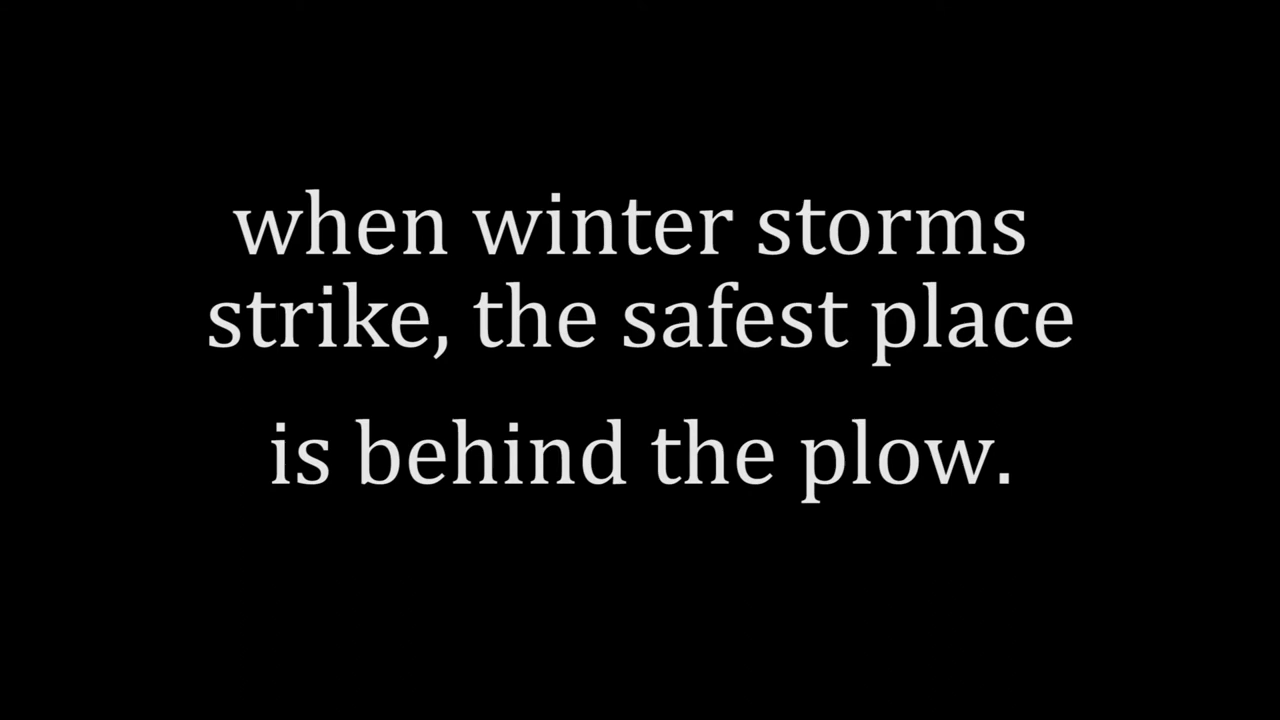 when winter storms
strike, the safest place
is behind the plow.